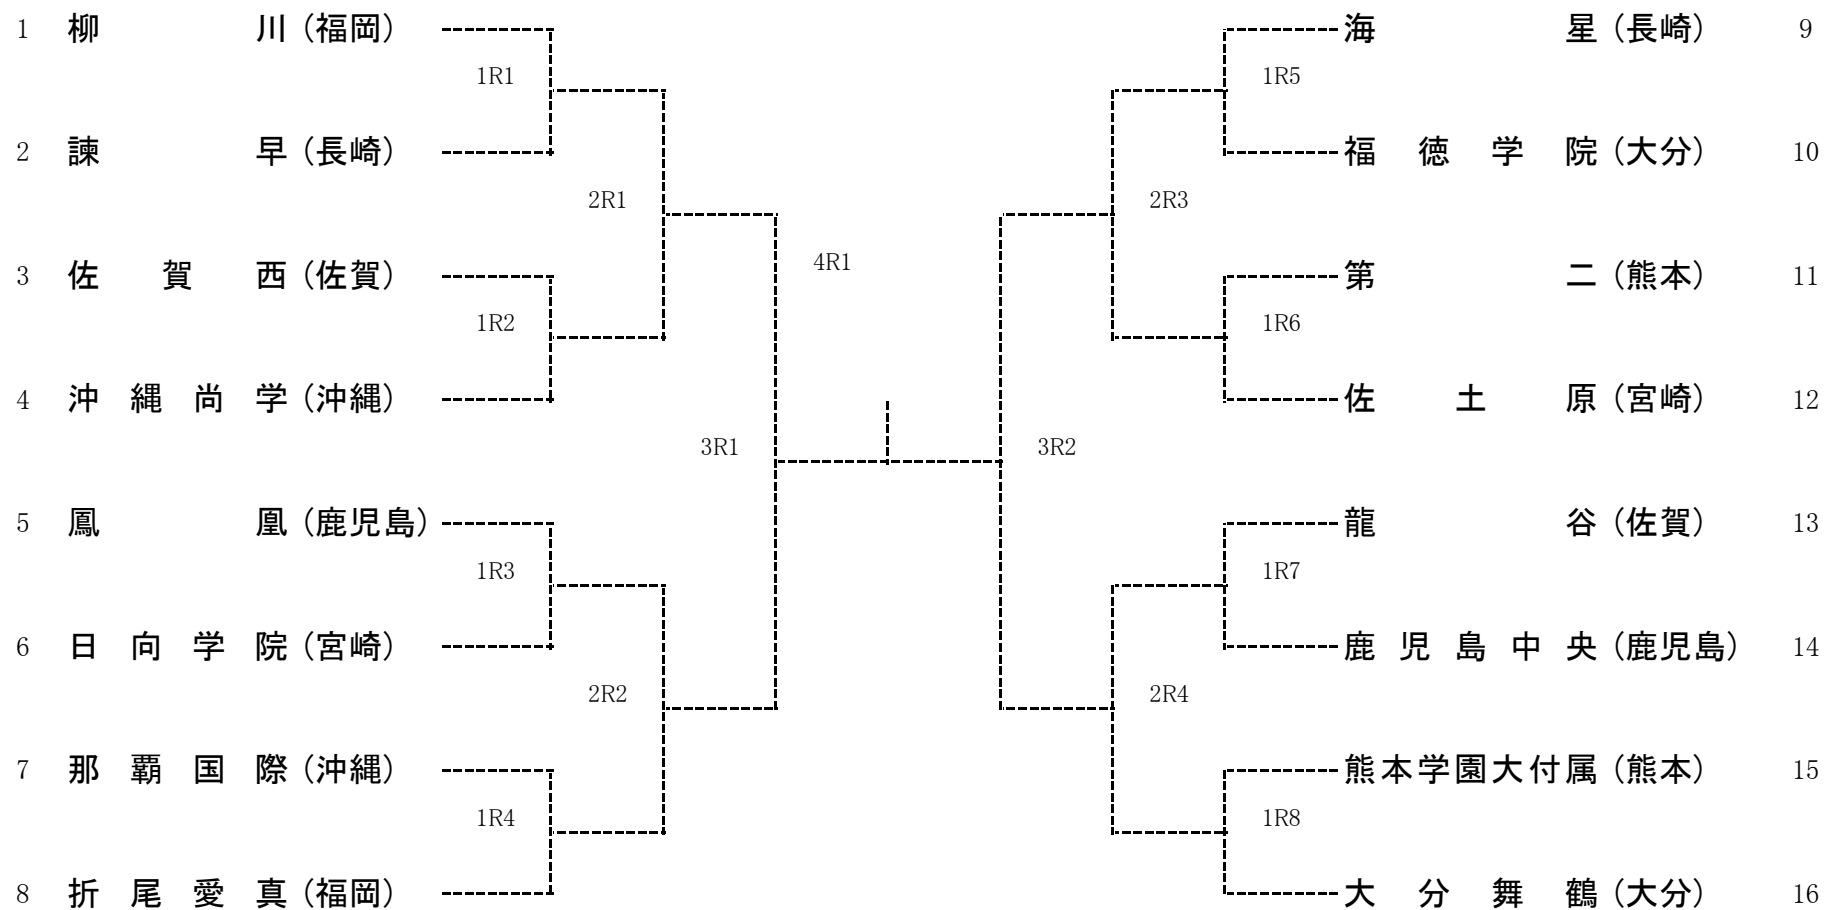 1 柳川（福岡）
1R1
2 諫早（長崎）
2R1
3 佐賀西（佐賀）
1R2
4 沖縄尚学（沖縄）
3R1
5 鳳凰（鹿児島）
1R3
6 日向学院（宮崎）
2R2
7 那覇国際（沖縄）
1R4
8 折尾愛真（福岡）
4R1
海星（長崎） 9
1R5
福徳学院（大分） 10
2R3
第二（熊本） 11
1R6
佐土原（宮崎） 12
3R2
龍谷（佐賀） 13
1R7
鹿児島中央（鹿児島） 14
2R4
熊本学園大付属（熊本） 15
1R8
大分舞鶴（大分） 16